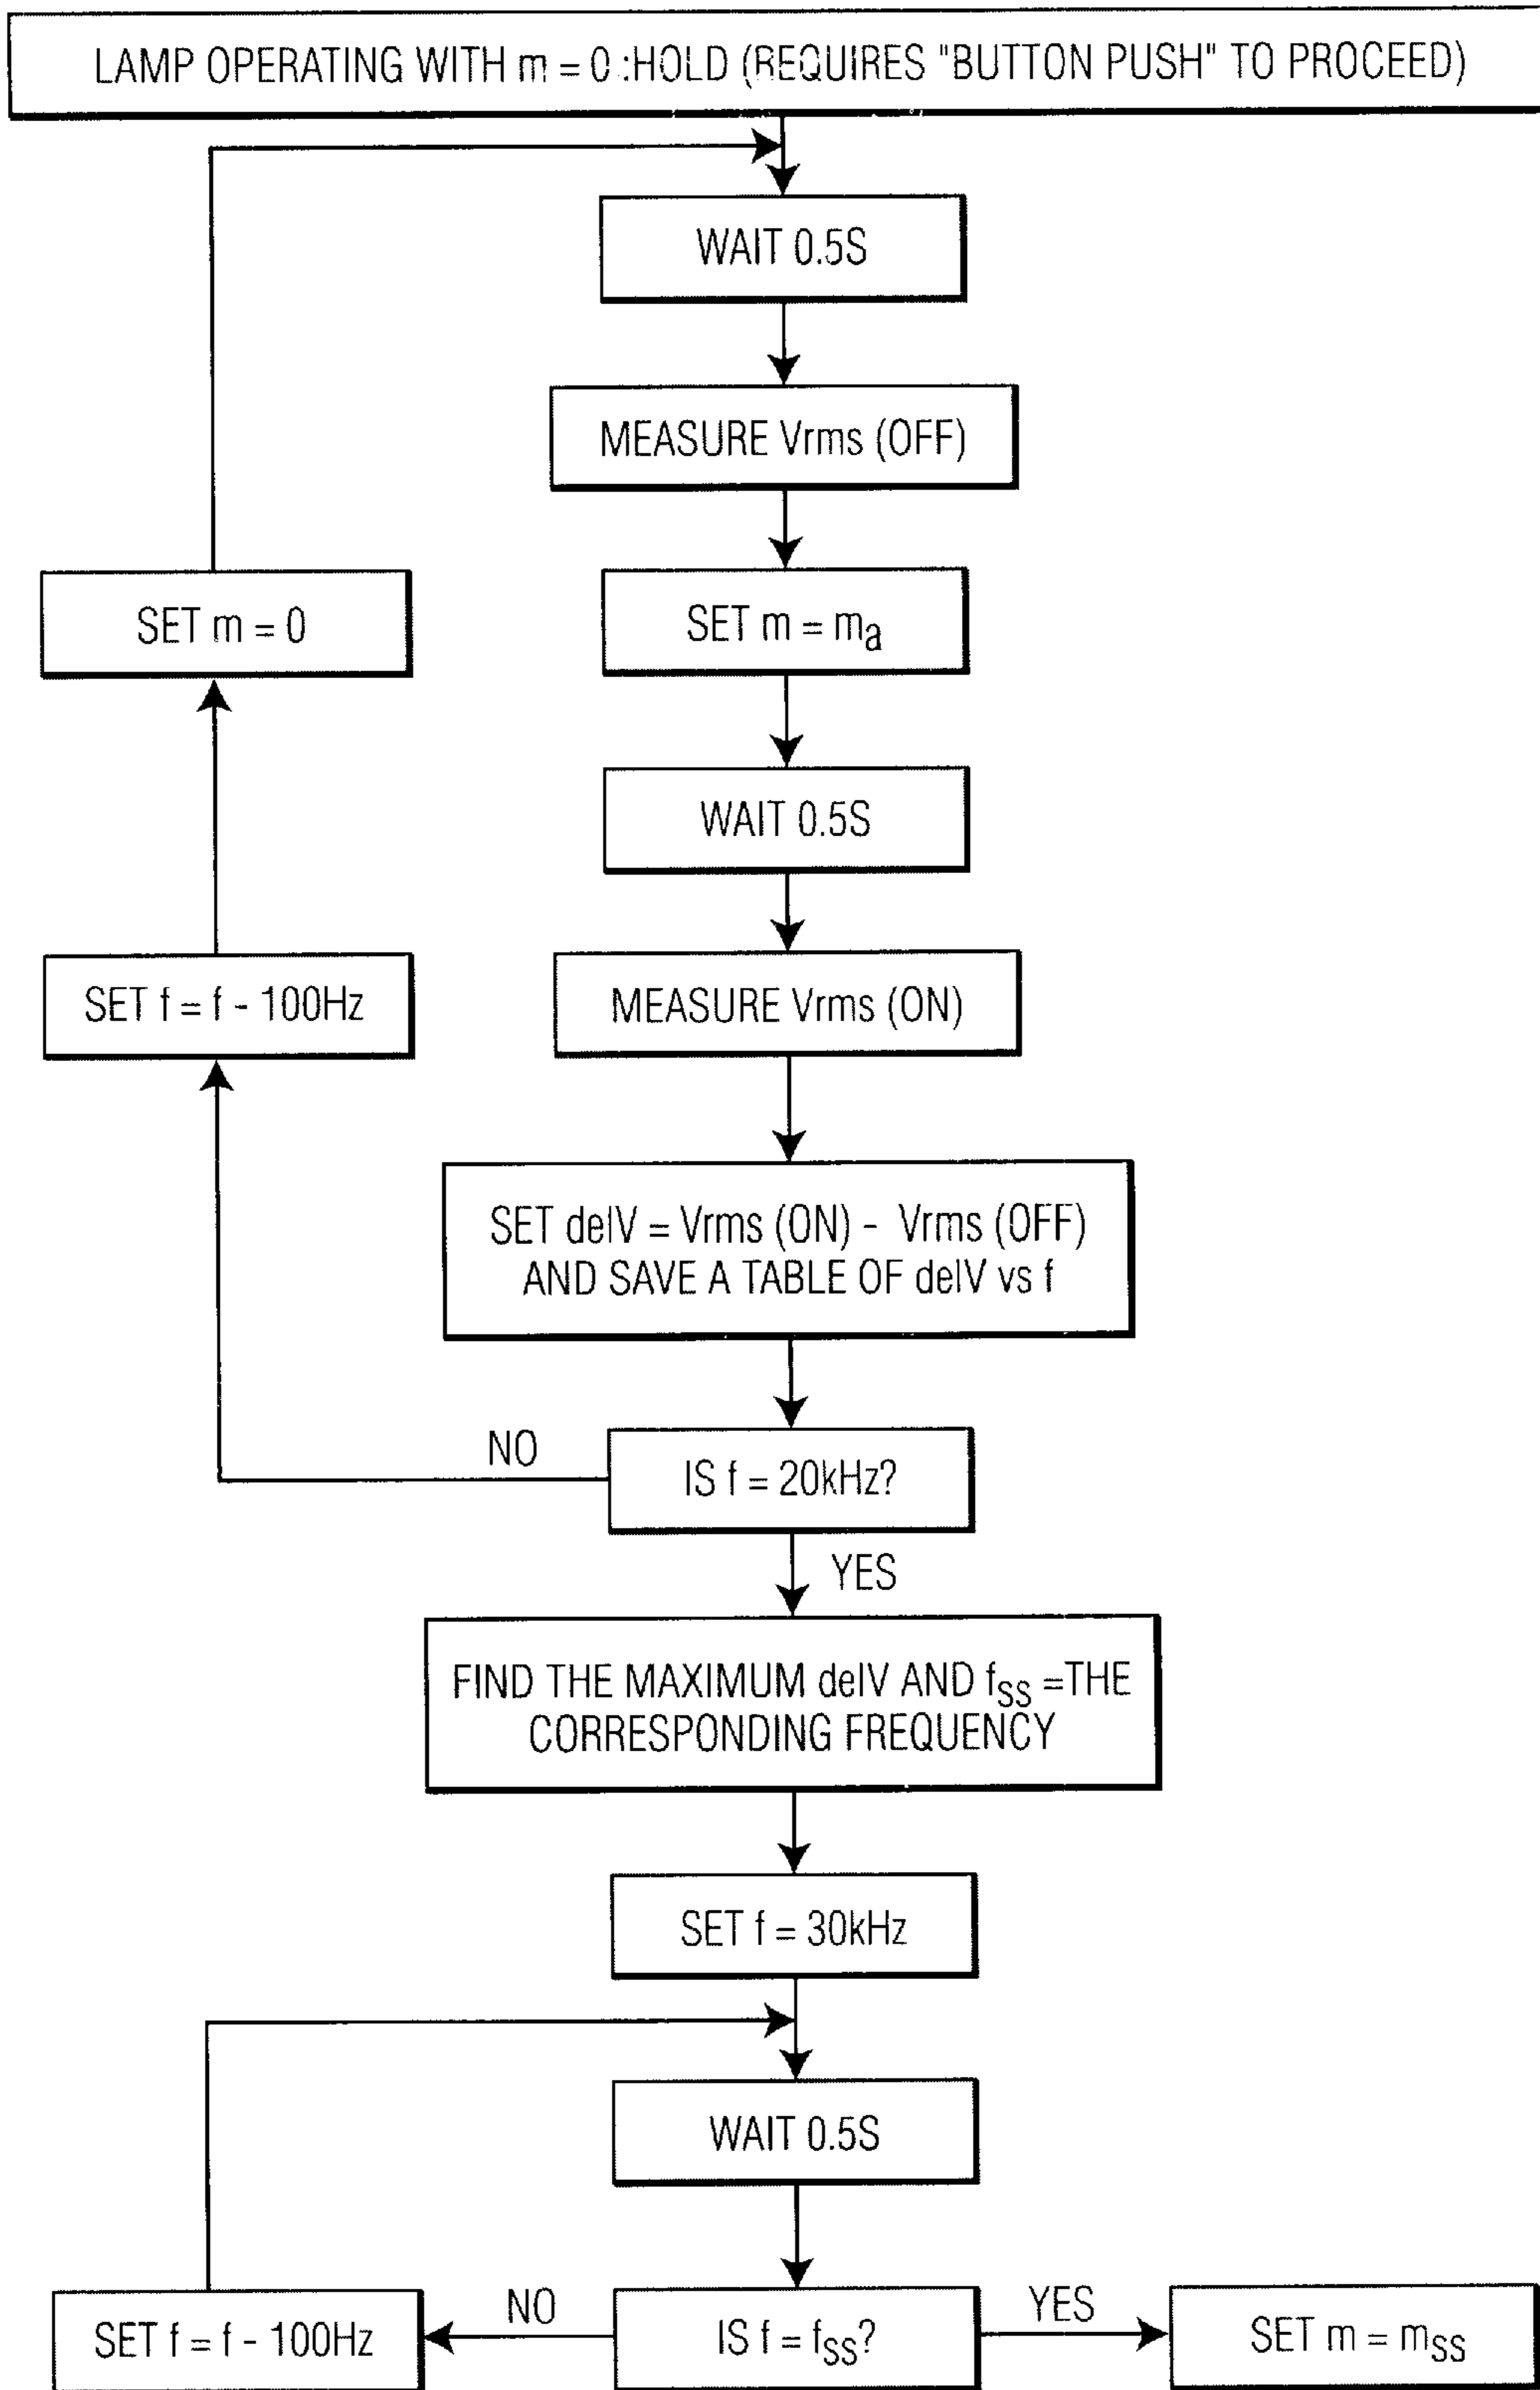 LAMP OPERATING WITH m = 0 :HOLD (REQUIRES "BUTTON PUSH" TO PROCEED)
WAIT 0.5S
MEASURE Vrms (OFF)
SET m = 0
SET m = ma
WAIT 0.5S
SET f = f - 100Hz
MEASURE Vrms (ON)
SET delV = Vrms (ON) - Vrms (OFF)
AND SAVE A TABLE OF delV vs f
NO
IS f = 20kHz?
YES
FIND THE MAXIMUM delV AND fss =THE
CORRESPONDING FREQUENCY
SET f = 30kHz
WAIT 0.5S
SET f = f - 100Hz
NO
IS f = fss?
YES
SET m = mss